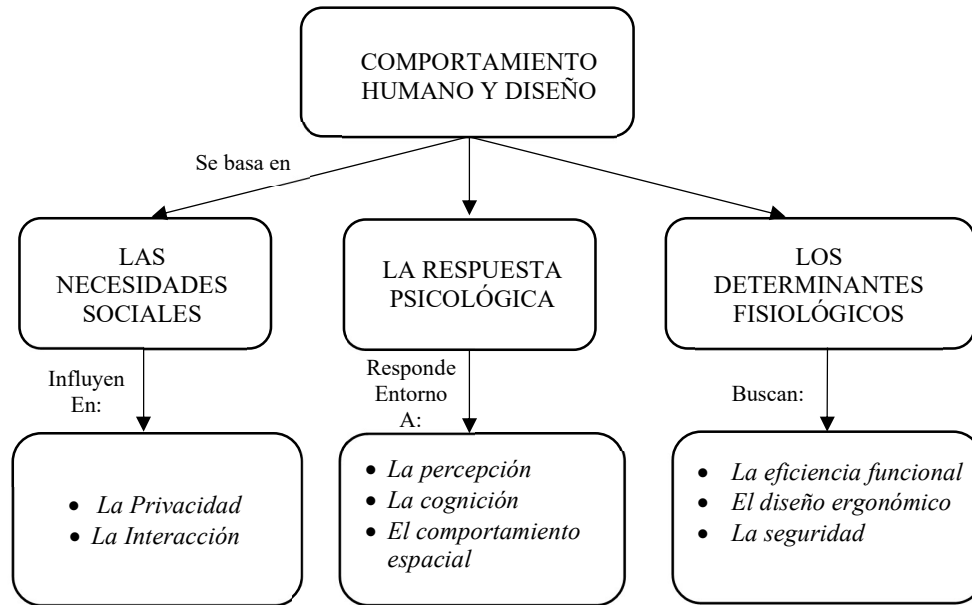 COMPORTAMIENTO
HUMANO Y DISEÑO
Se basa en
LAS
NECESIDADES
SOCIALES
LA RESPUESTA
PSICOLÓGICA
LOS
DETERMINANTES
FISIOLÓGICOS
Influyen
En:
Responde
Entorno
A:
Buscan:
• La Privacidad
• La Interacción
• La percepción
• La cognición
• El comportamiento
espacial
• La eficiencia funcional
• El diseño ergonómico
• La seguridad